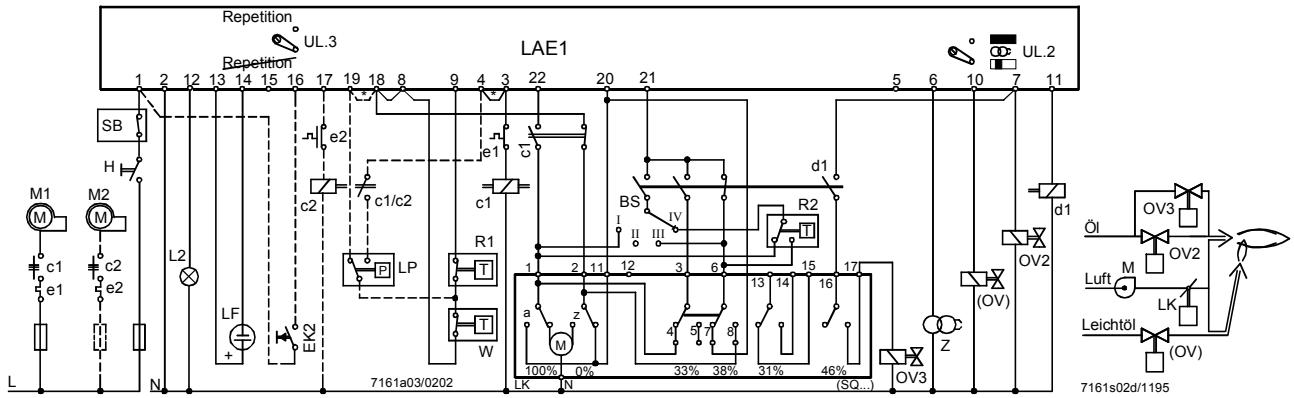 Repetition
UL.3
LAE1
UL.2
Repetition
1 2 12 13 14 15 16 17 19 18 8 9 4 3 22 20 21 5 6 10 7 11
* *
SB
e2
e1
c1
d1
H
M1 M2
M M
c2
c1/c2
c1
BS
I II III IV
R2
T
d1
OV3
Öl
OV2
L2
R1
T
LP
P
OV2
c1 c2
e1 e2
1 2 11 12 3 6 13 14 15 16 17
(OV)
Luft
M
LK
LF
+
EK2
W
T
a z
M
4 5 7 8
Z
Leichtöl
(OV)
100% 0% 33% 38% 31% 46%
OV3
L N
7161a03/0202
LK N (SQ...)
7161s02d/1195